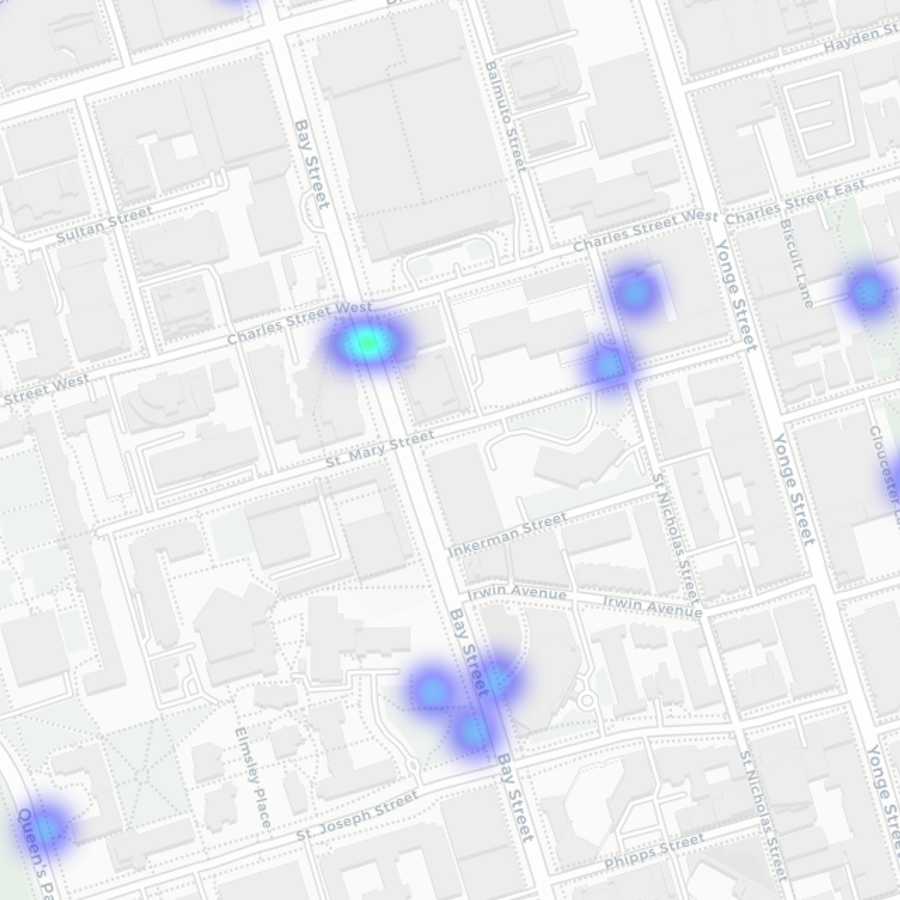 Hayden St
Balmuto Street
Bay Street
Sultan Street
Charles Street West
Charles Street East
Biscuit Lane
Yonge Street
Charles Street West
Street West
St. Mary Street
Yonge Street
St Nicholas Street
Inkerman Street
Irwin Avenue
Irwin Avenue
Bay Street
Elmsley Place
Bay Street
St Nicholas Street
Yonge Stree
St. Joseph Street
Queen's Pa
Phipps Street